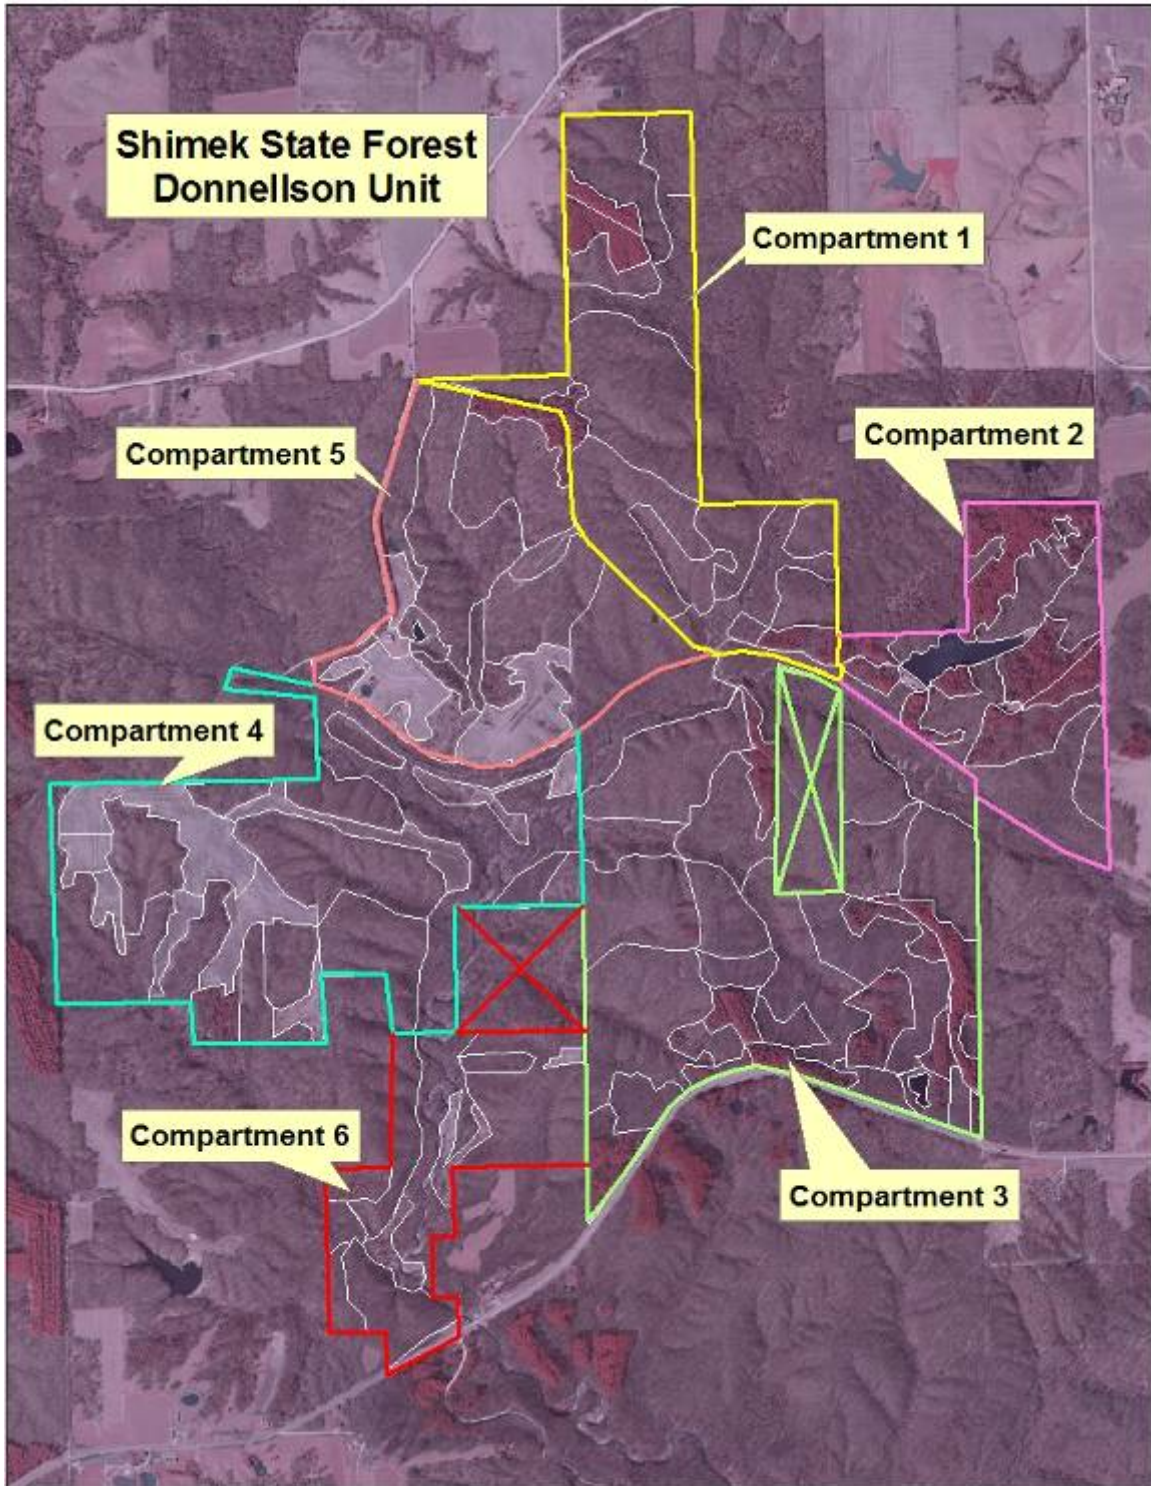 Shimek State Forest
Donnellson Unit
Compartment 1
Compartment 2
Compartment 5
Compartment 4
Compartment 6
Compartment 3